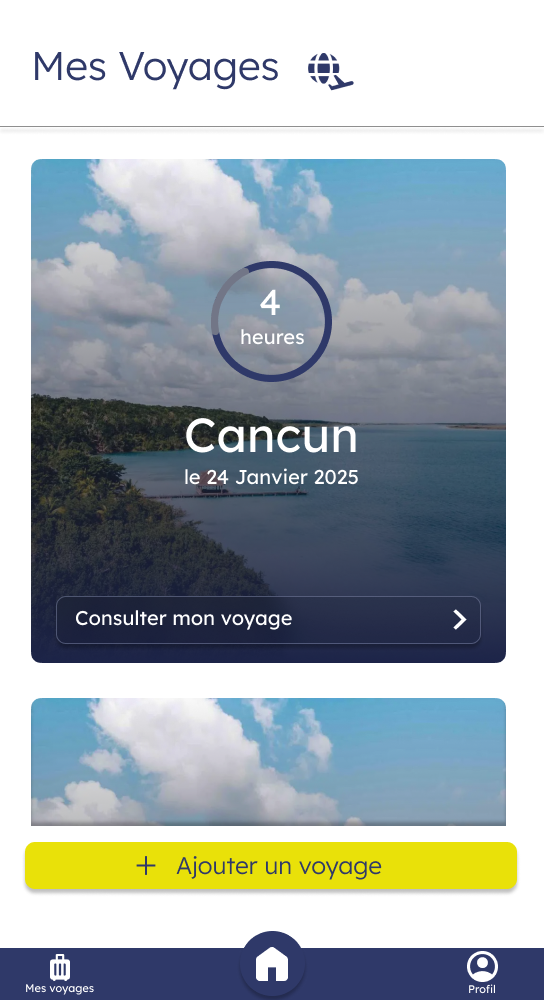 Mes Voyages
4
heures
Cancun
le 24 Janvier 2025
Consulter mon voyage
Ajouter un voyage
Mes voyages
Profil